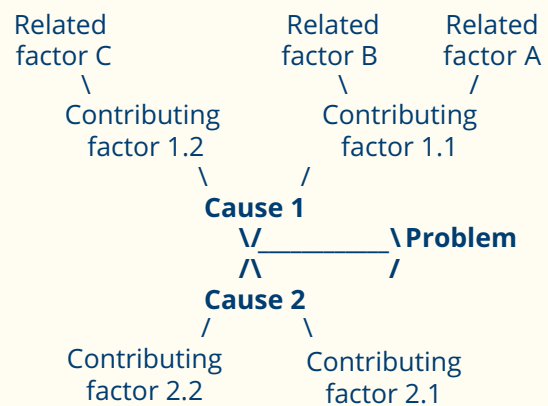 Related
factor C
Related
factor B
Related
factor A
\ \ /
Contributing
factor 1.2
Contributing
factor 1.1
\ /
Cause 1
\/____________\ Problem
/\ /
Cause 2
/ \
Contributing
factor 2.2
Contributing
factor 2.1